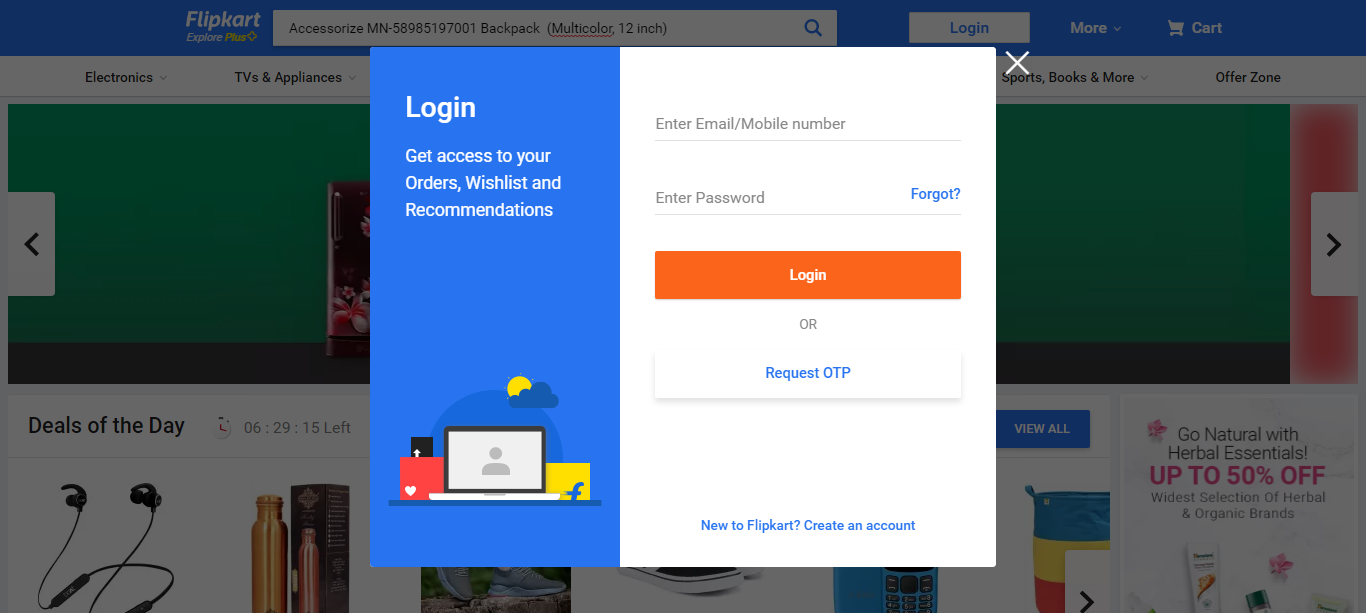 Flipkart
Explore Plus
Accessorize MN-58985197001 Backpack (Multicolor, 12 inch)
Login
More
Cart
Electronics
TVs & Appliances
Sports, Books & More
Offer Zone
Login
Get access to your
Orders, Wishlist and
Recommendations
Enter Email/Mobile number
Enter Password
Forgot?
Login
OR
Request OTP
New to Flipkart? Create an account
Deals of the Day
06 : 29 : 15 Left
VIEW ALL
Go Natural with
Herbal Essentials!
UP TO 50% OFF
Widest Selection Of Herbal
& Organic Brands